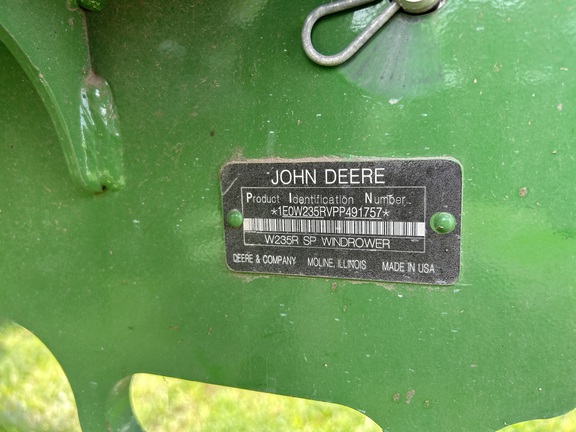 JOHN DEERE
Product Identification Number
*1E0W235RVPP491757*
W235R SP WINDROWER
DEERE & COMPANY MOLINE, ILLINOIS MADE IN USA